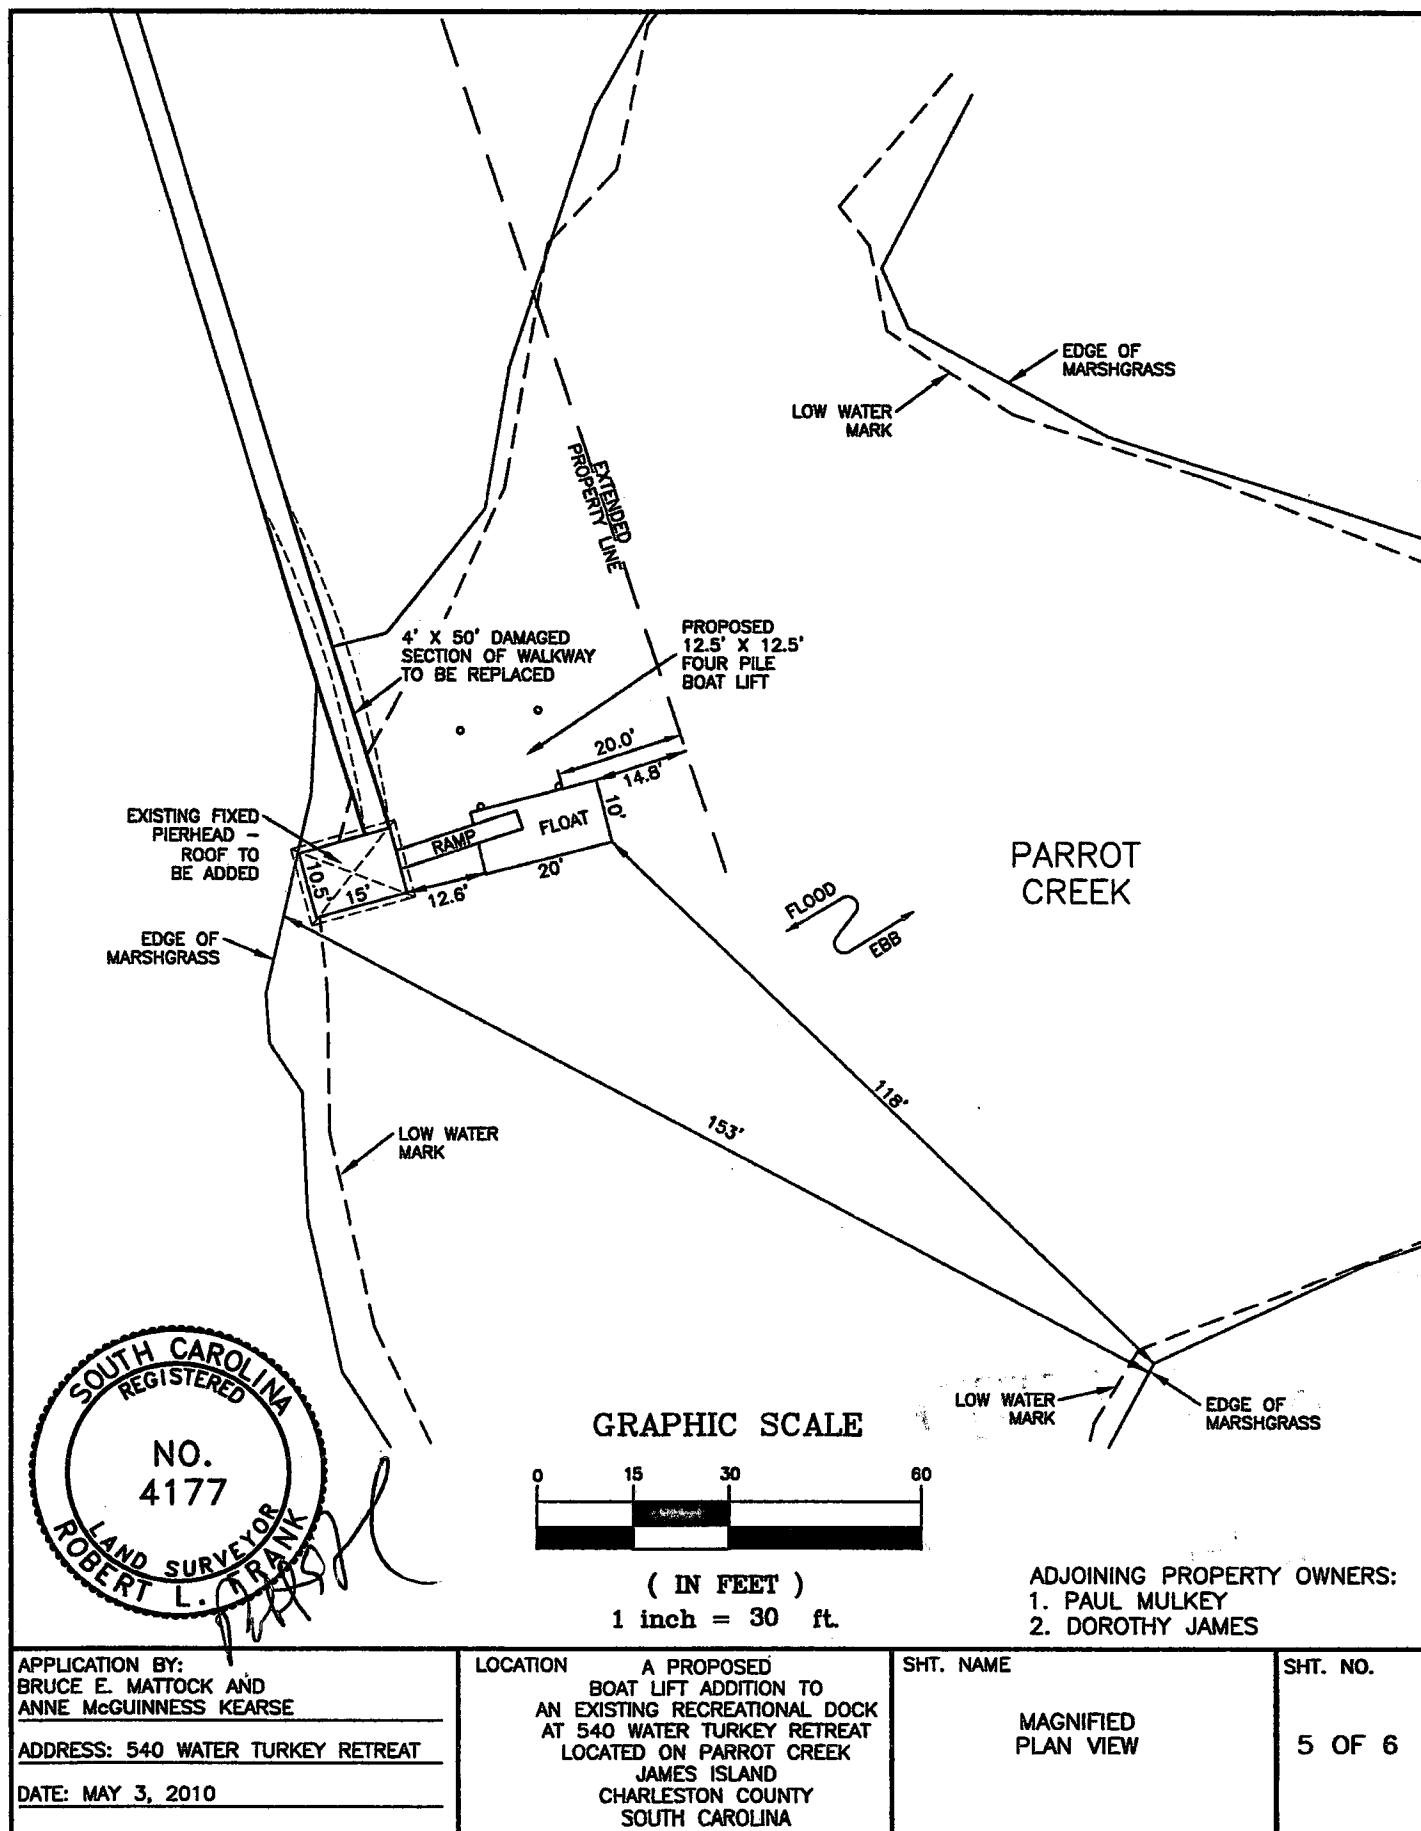 EDGE OF
MARSHGRASS
LOW WATER
MARK
EXTENDED
PROPERTY LINE
4' X 50' DAMAGED
SECTION OF WALKWAY
TO BE REPLACED
PROPOSED
12.5' X 12.5'
FOUR PILE
BOAT LIFT
20.0'
14.8'
EXISTING FIXED
PIERHEAD –
ROOF TO
BE ADDED
RAMP
FLOAT
10'
10.5'
15'
12.6'
20'
PARROT
CREEK
FLOOD
EBB
EDGE OF
MARSHGRASS
118'
153'
LOW WATER
MARK
LOW WATER
MARK
EDGE OF
MARSHGRASS
SOUTH CAROLINA
REGISTERED
NO.
4177
LAND SURVEYOR
ROBERT L. FRANK
GRAPHIC SCALE
0 15 30 60
( IN FEET )
1 inch = 30 ft.
ADJOINING PROPERTY OWNERS:
1. PAUL MULKEY
2. DOROTHY JAMES
APPLICATION BY:
BRUCE E. MATTOCK AND
ANNE McGUINNESS KEARSE
ADDRESS: 540 WATER TURKEY RETREAT
DATE: MAY 3, 2010
LOCATION A PROPOSED
BOAT LIFT ADDITION TO
AN EXISTING RECREATIONAL DOCK
AT 540 WATER TURKEY RETREAT
LOCATED ON PARROT CREEK
JAMES ISLAND
CHARLESTON COUNTY
SOUTH CAROLINA
SHT. NAME
MAGNIFIED
PLAN VIEW
SHT. NO.
5 OF 6